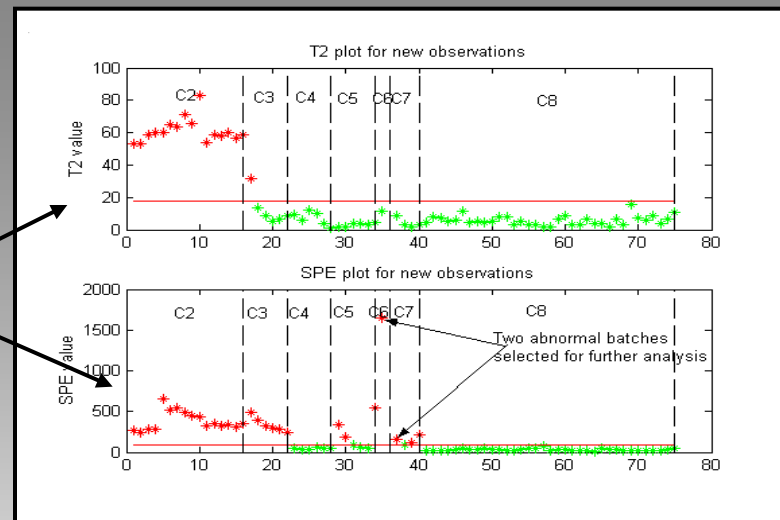 T2 plot for new observations
100
80
60
40
20
0
T2 value
C2 C3 C4 C5 C6 C7 C8
0 10 20 30 40 50 60 70 80
SPE plot for new observations
2000
1500
1000
500
0
SPE value
C2 C3 C4 C5 C6 C7 C8
Two abnormal batches
selected for further analysis
0 10 20 30 40 50 60 70 80